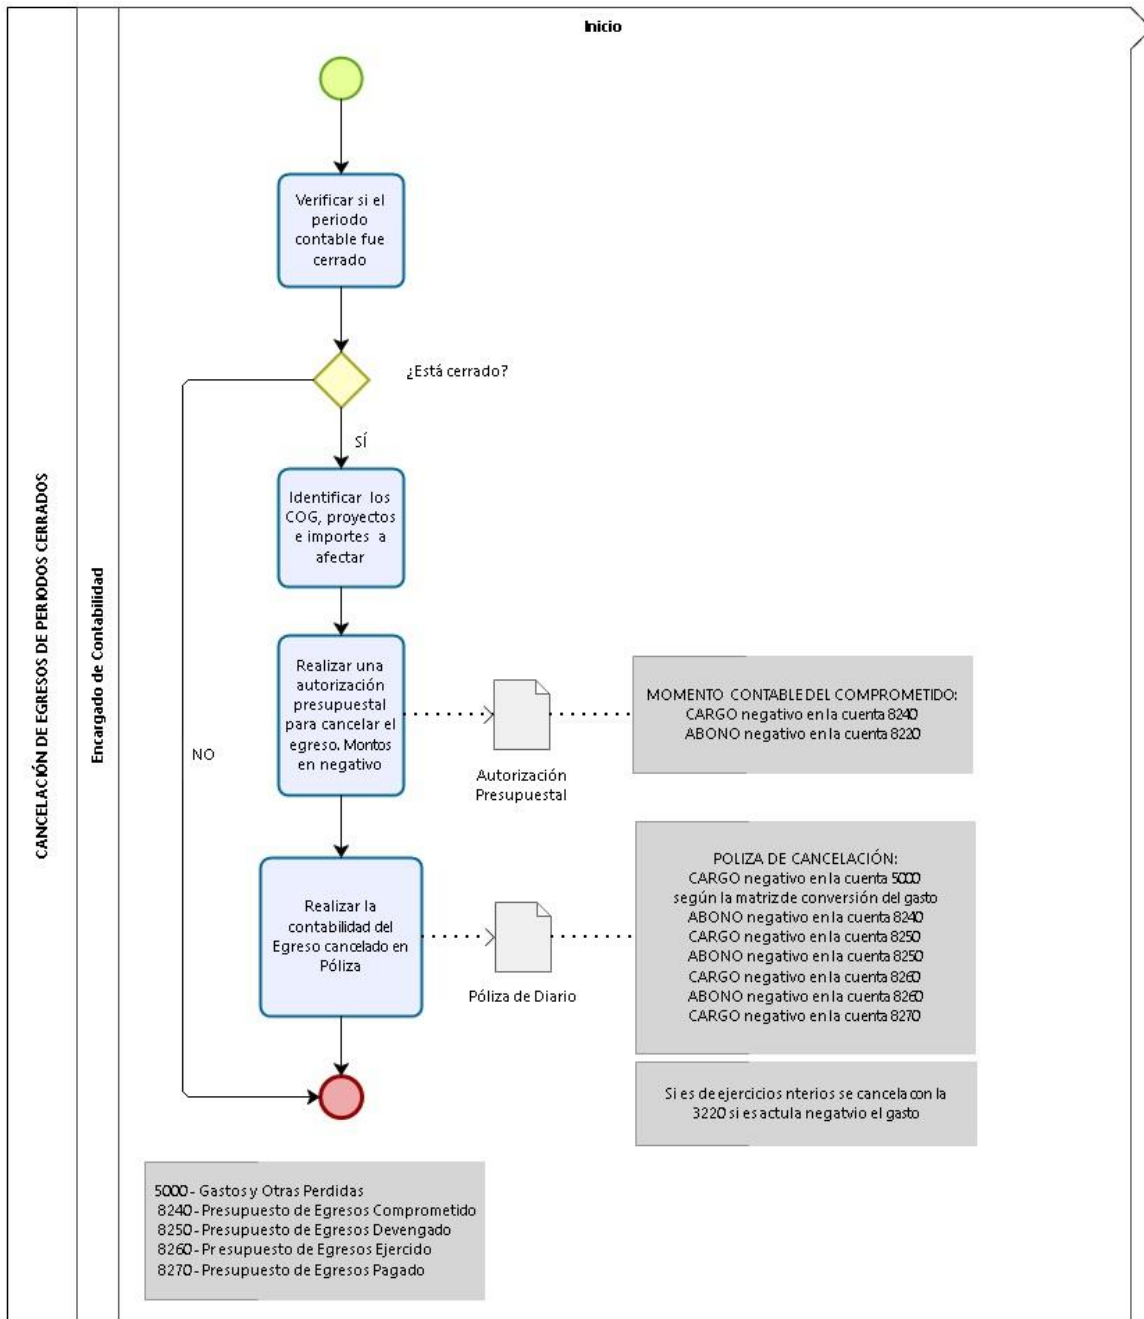 CANCELACIÓN DE EGRESOS DE PERIODOS CERRADOS
Encargado de Contabilidad
Inicio
Verificar si el
periodo
contable fue
cerrado
¿Está cerrado?
SÍ
NO
Identificar los
COG, proyectos
e importes a
afectar
Realizar una
autorización
presupuestal
para cancelar el
egreso. Montos
en negativo
Autorización
Presupuestal
MOMENTO CONTABLE DEL COMPROMETIDO:
CARGO negativo en la cuenta 8240
ABONO negativo en la cuenta 8220
Realizar la
contabilidad del
Egreso cancelado en
Póliza
Póliza de Diario
POLIZA DE CANCELACIÓN:
CARGO negativo en la cuenta 5000
según la matriz de conversión del gasto
ABONO negativo en la cuenta 8240
CARGO negativo en la cuenta 8250
ABONO negativo en la cuenta 8250
CARGO negativo en la cuenta 8260
ABONO negativo en la cuenta 8260
CARGO negativo en la cuenta 8270
Si es de ejercicios nterios se cancela con la
3220 si es actula negatvio el gasto
5000 - Gastos y Otras Perdidas
8240 - Presupuesto de Egresos Comprometido
8250 - Presupuesto de Egresos Devengado
8260 - Presupuesto de Egresos Ejercido
8270 - Presupuesto de Egresos Pagado